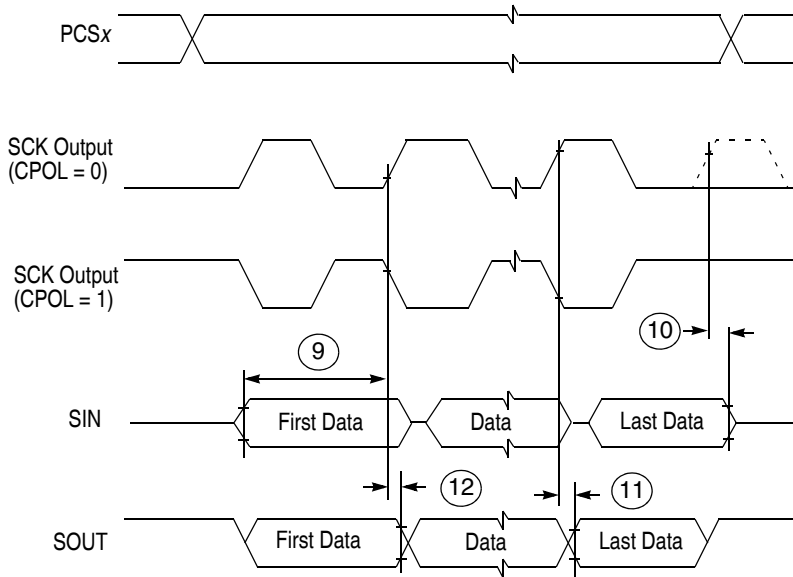 PCSx
SCK Output
(CPOL = 0)
SCK Output
(CPOL = 1)
10
9
SIN
First Data
Data
Last Data
12
11
SOUT
First Data
Data
Last Data